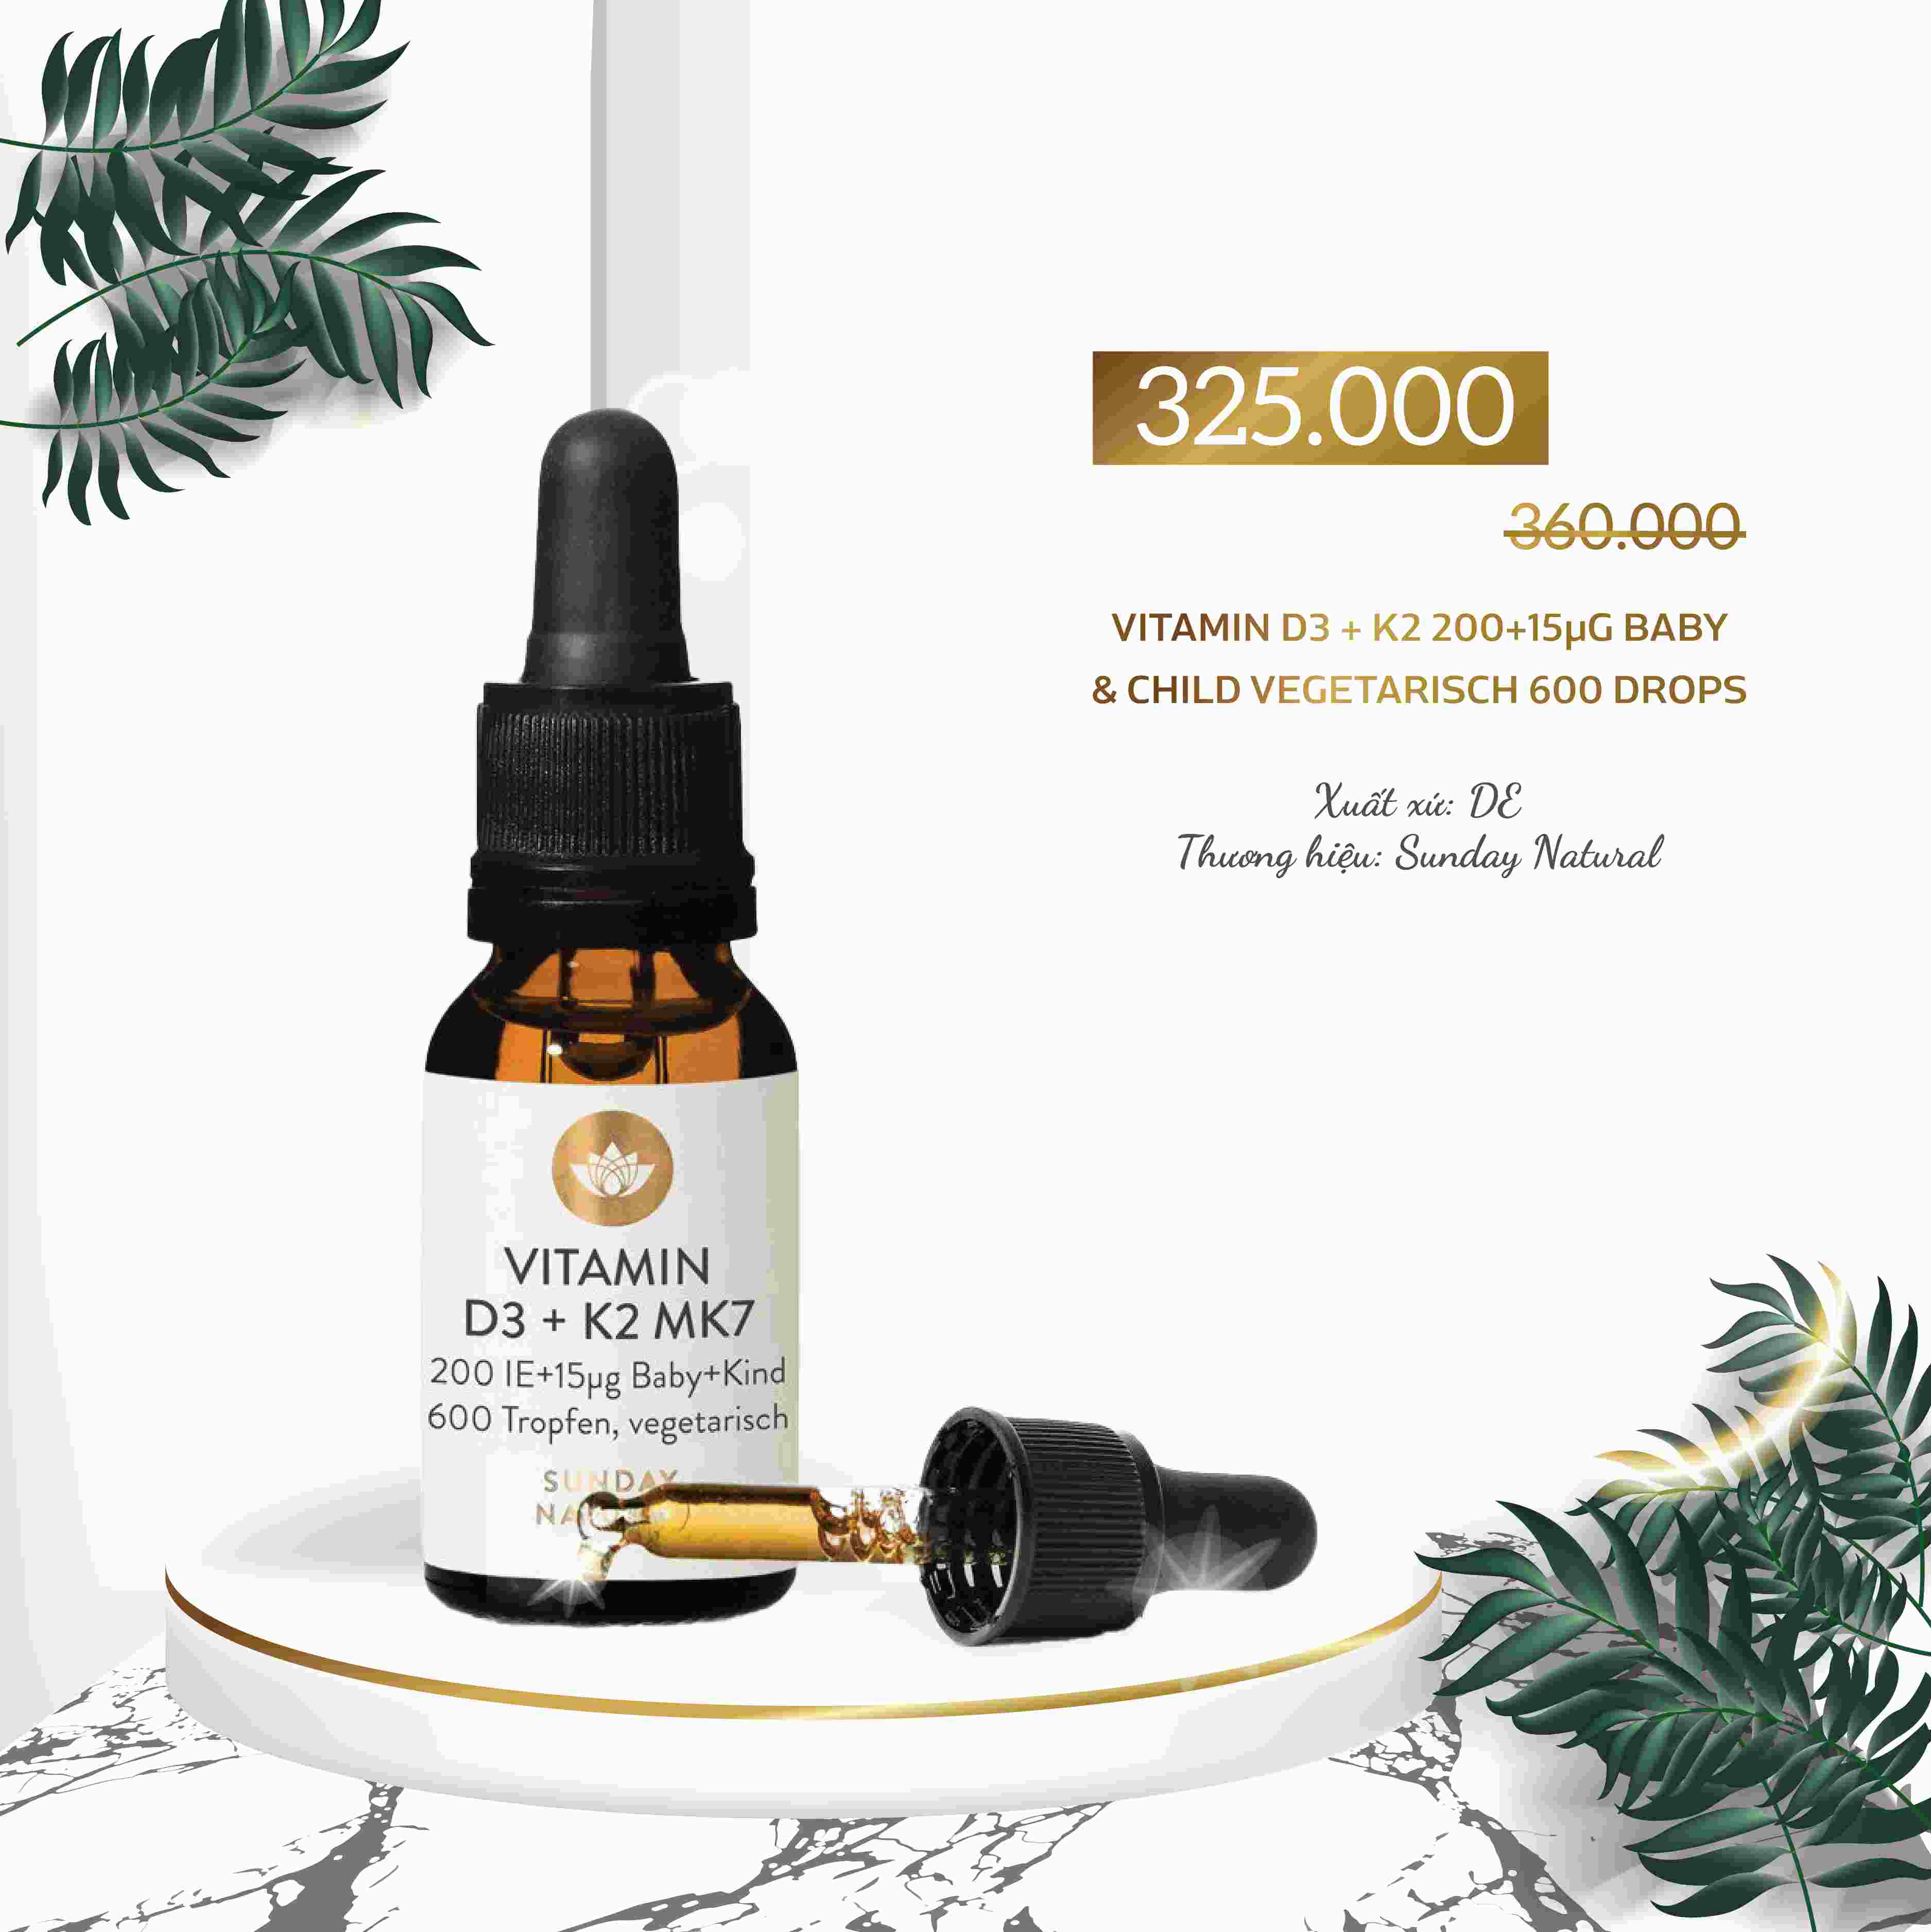 325.000
360.000
VITAMIN D3 + K2 200+15µG BABY
& CHILD VEGETARISCH 600 DROPS
Xuất xứ: DE
Thương hiệu: Sunday Natural
VITAMIN
D3 + K2 MK7
200 IE+15µg Baby+Kind
600 Tropfen, vegetarisch
SUNDAY